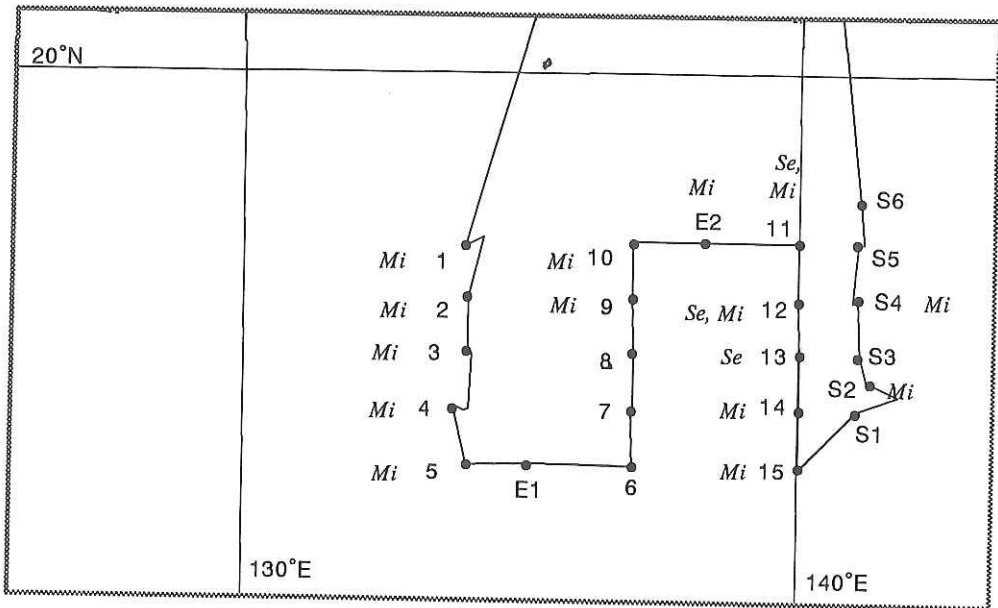 20°N
Se,
Mi Mi
S6
E2 11
Mi 1 Mi 10 S5
Mi 2 Mi 9 Se, Mi 12 S4 Mi
Mi 3 8 Se 13 S3
Mi 4 7 Mi 14 S2 Mi
S1
Mi 5 E1 6 Mi 15
130°E 140°E